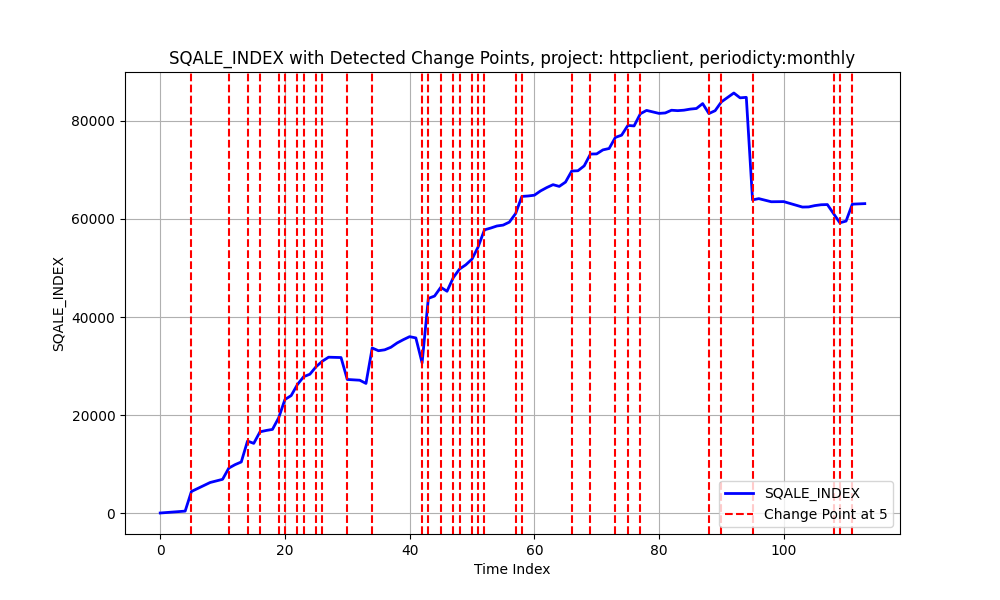 SQALE_INDEX with Detected Change Points, project: httpclient, periodicty:monthly
80000
60000
40000
20000
0
SQALE_INDEX
0 20 40 60 80 100
Time Index
SQALE_INDEX
Change Point at 5